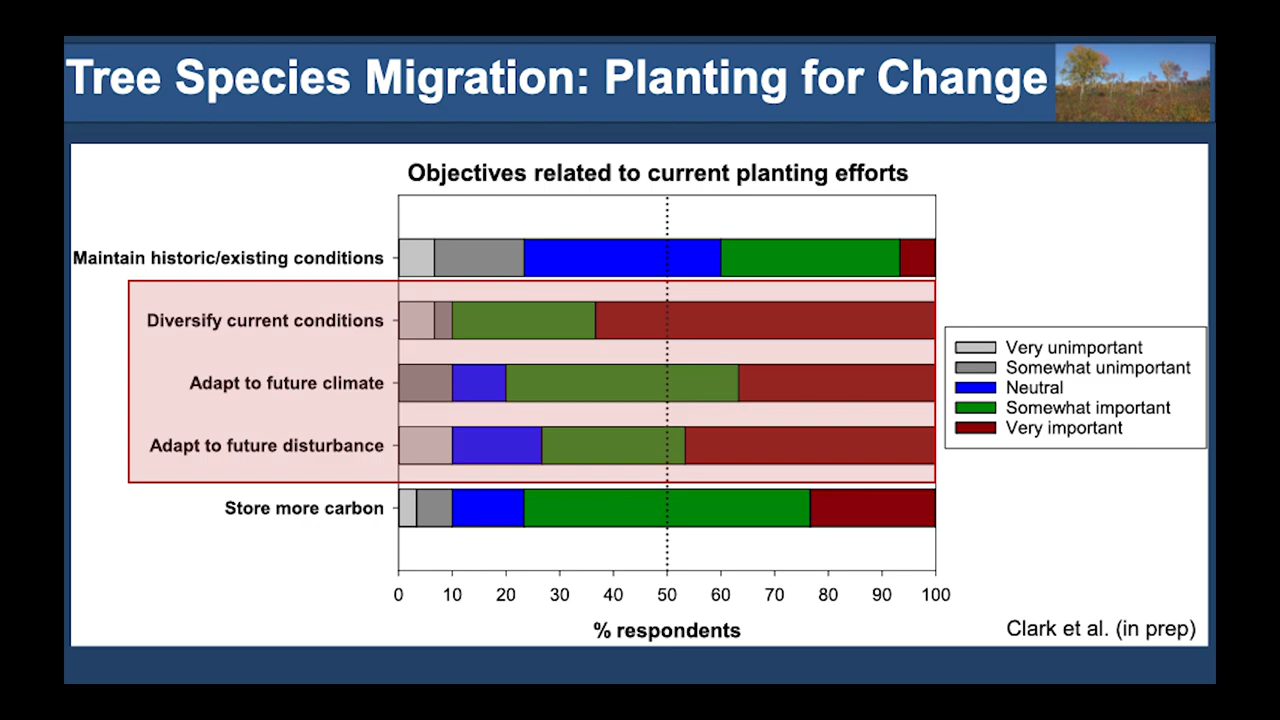 Tree Species Migration: Planting for Change
Objectives related to current planting efforts
Maintain historic/existing conditions
Diversify current conditions
Adapt to future climate
Adapt to future disturbance
Store more carbon
Very unimportant
Somewhat unimportant
Neutral
Somewhat important
Very important
0 10 20 30 40 50 60 70 80 90 100
% respondents
Clark et al. (in prep)